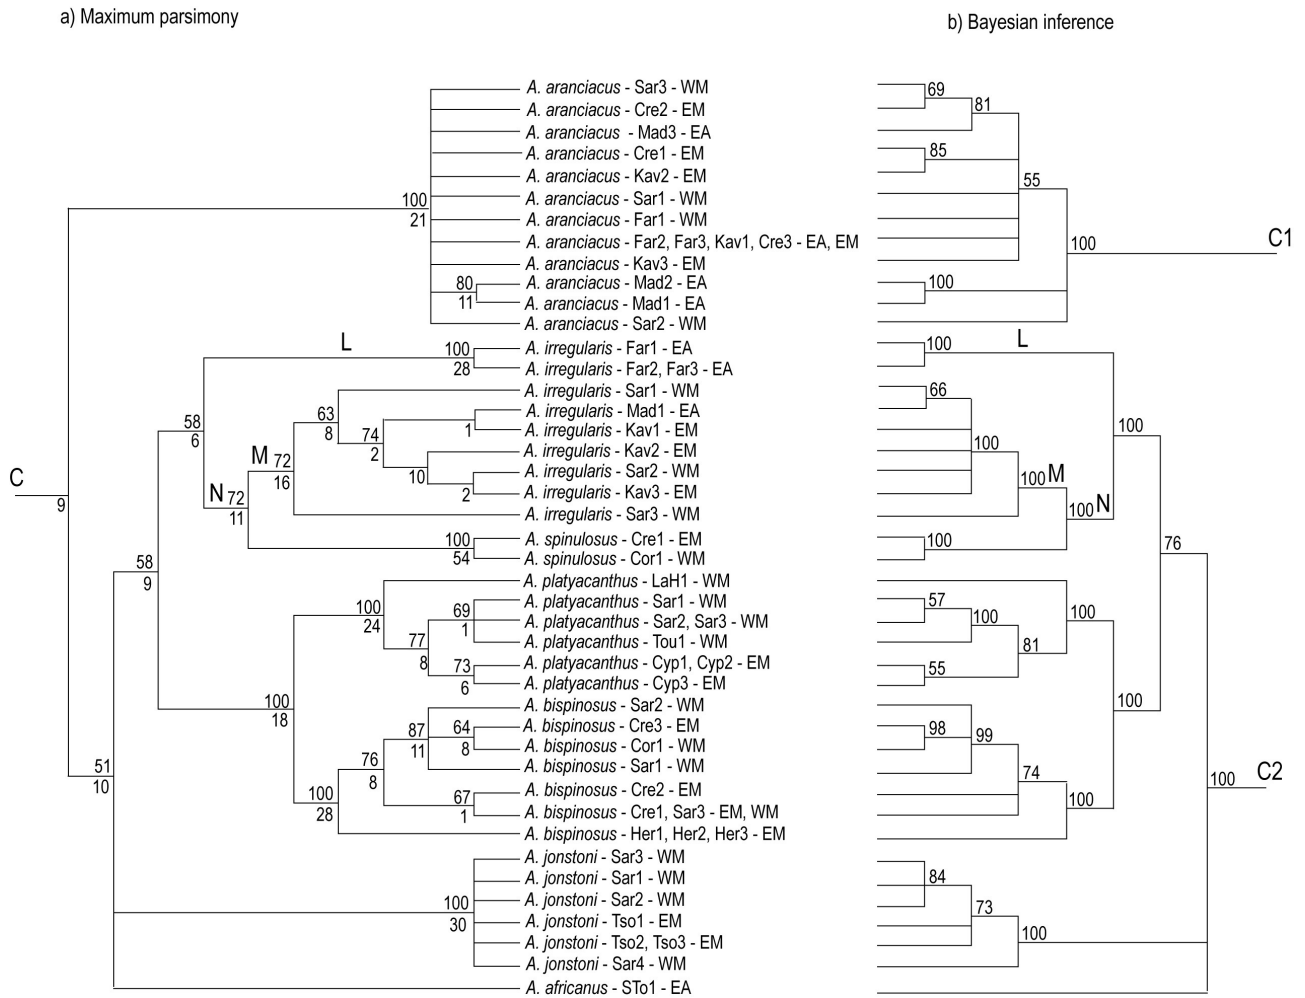 a) Maximum parsimony
b) Bayesian inference
A. aranciacus - Sar3 - WM
A. aranciacus - Cre2 - EM
A. aranciacus - Mad3 - EA
A. aranciacus - Cre1 - EM
A. aranciacus - Kav2 - EM
A. aranciacus - Sar1 - WM
A. aranciacus - Far1 - WM
A. aranciacus - Far2, Far3, Kav1, Cre3 - EA, EM
A. aranciacus - Kav3 - EM
A. aranciacus - Mad2 - EA
A. aranciacus - Mad1 - EA
A. aranciacus - Sar2 - WM
A. irregularis - Far1 - EA
A. irregularis - Far2, Far3 - EA
A. irregularis - Sar1 - WM
A. irregularis - Mad1 - EA
A. irregularis - Kav1 - EM
A. irregularis - Kav2 - EM
A. irregularis - Sar2 - WM
A. irregularis - Kav3 - EM
A. irregularis - Sar3 - WM
A. spinulosus - Cre1 - EM
A. spinulosus - Cor1 - WM
A. platyacanthus - LaH1 - WM
A. platyacanthus - Sar1 - WM
A. platyacanthus - Sar2, Sar3 - WM
A. platyacanthus - Tou1 - WM
A. platyacanthus - Cyp1, Cyp2 - EM
A. platyacanthus - Cyp3 - EM
A. bispinosus - Sar2 - WM
A. bispinosus - Cre3 - EM
A. bispinosus - Cor1 - WM
A. bispinosus - Sar1 - WM
A. bispinosus - Cre2 - EM
A. bispinosus - Cre1, Sar3 - EM, WM
A. bispinosus - Her1, Her2, Her3 - EM
A. jonstoni - Sar3 - WM
A. jonstoni - Sar1 - WM
A. jonstoni - Sar2 - WM
A. jonstoni - Tso1 - EM
A. jonstoni - Tso2, Tso3 - EM
A. jonstoni - Sar4 - WM
A. africanus - STo1 - EA
100
21
80
11
L
100
28
58
6
63
8
1
74
2
10
2
M
72
16
N
72
11
100
54
C
9
58
9
100
24
69
1
77
8
73
6
100
18
87
11
64
8
76
8
67
1
100
28
51
10
100
30
69
81
85
55
100
C1
100
100
L
66
100
100
100
M
100
N
100
76
57
100
100
81
55
100
98
99
74
100
100
C2
84
73
100